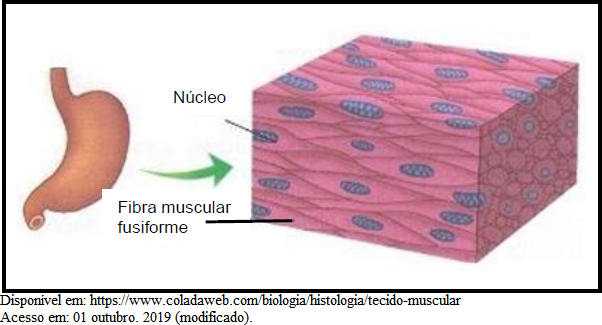 Núcleo
Fibra muscular
fusiforme
Disponivel em: https://www.coladaweb.com/biologia/histologia/tecido-muscular
Acesso em: 01 outubro. 2019 (modificado).